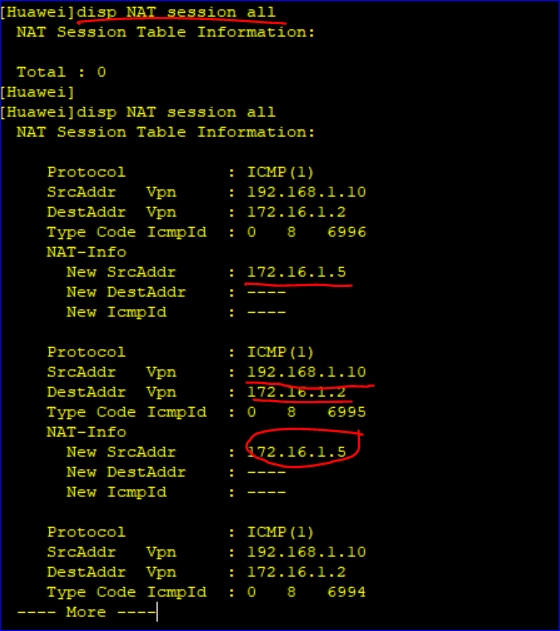 [Huawei]disp NAT session all
NAT Session Table Information:
Total : 0
[Huawei]
[Huawei]disp NAT session all
NAT Session Table Information:
Protocol : ICMP(1)
SrcAddr Vpn : 192.168.1.10
DestAddr Vpn : 172.16.1.2
Type Code IcmpId : 0 8 6996
NAT-Info
New SrcAddr : 172.16.1.5
New DestAddr : ----
New IcmpId : ----
Protocol : ICMP(1)
SrcAddr Vpn : 192.168.1.10
DestAddr Vpn : 172.16.1.2
Type Code IcmpId : 0 8 6995
NAT-Info
New SrcAddr : 172.16.1.5
New DestAddr : ----
New IcmpId : ----
Protocol : ICMP(1)
SrcAddr Vpn : 192.168.1.10
DestAddr Vpn : 172.16.1.2
Type Code IcmpId : 0 8 6994
---- More ----